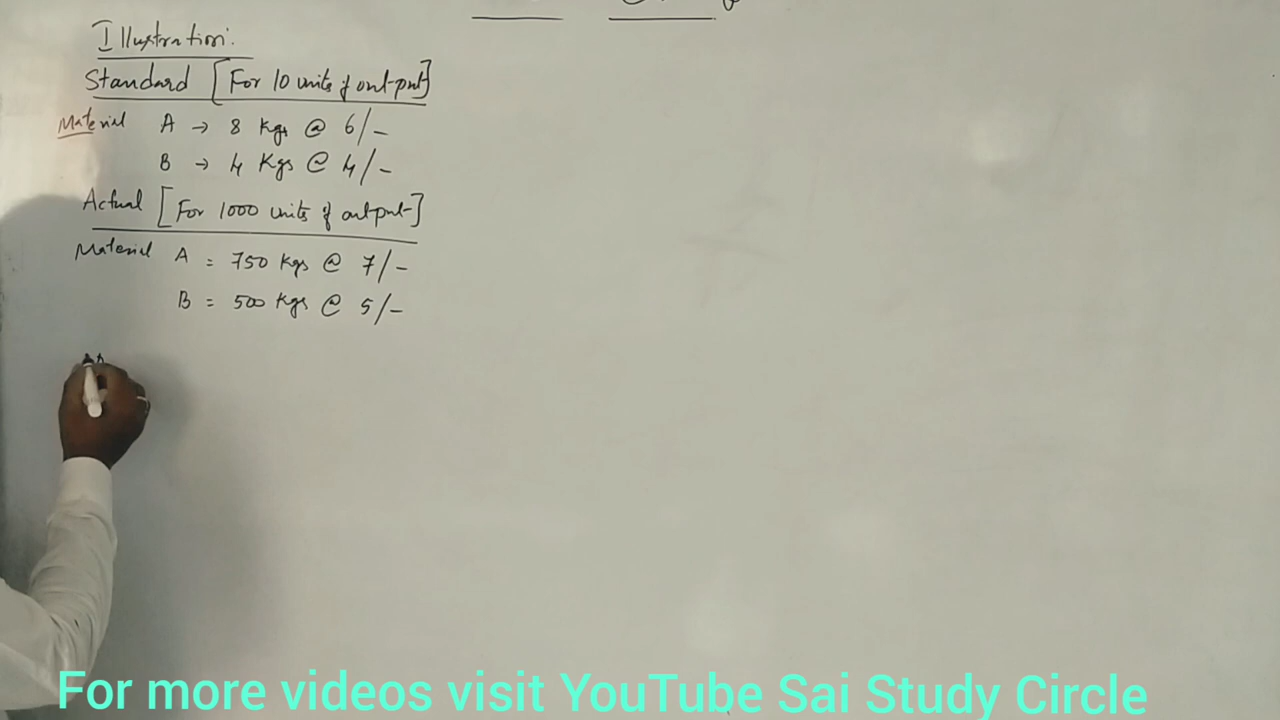 Illustration.
Standard [For 10 units of output]
Material A → 8 Kgs @ 6/-
B → 4 Kgs @ 4/-
Actual [For 1000 units of output]
Material A = 750 Kgs @ 7/-
B = 500 Kgs @ 5/-
For more videos visit YouTube Sai Study Circle